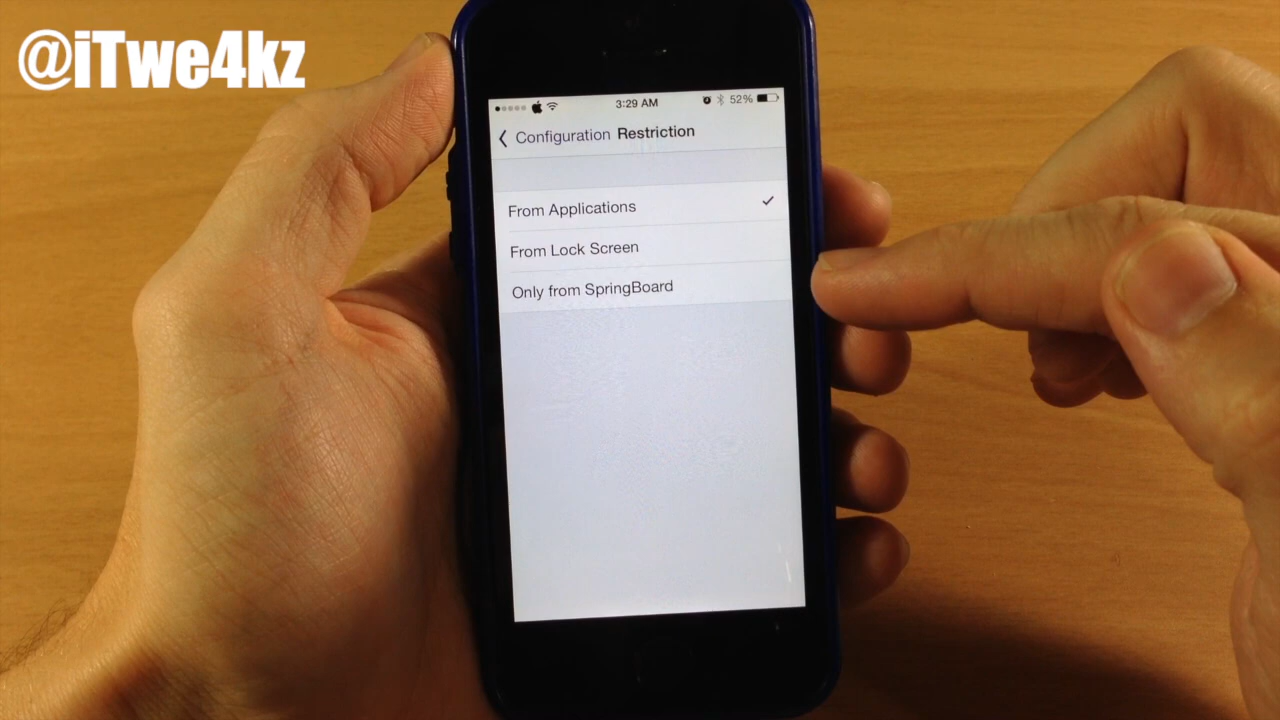 @iTwe4kz
3:29 AM 52%
Configuration Restriction
From Applications
From Lock Screen
Only from SpringBoard